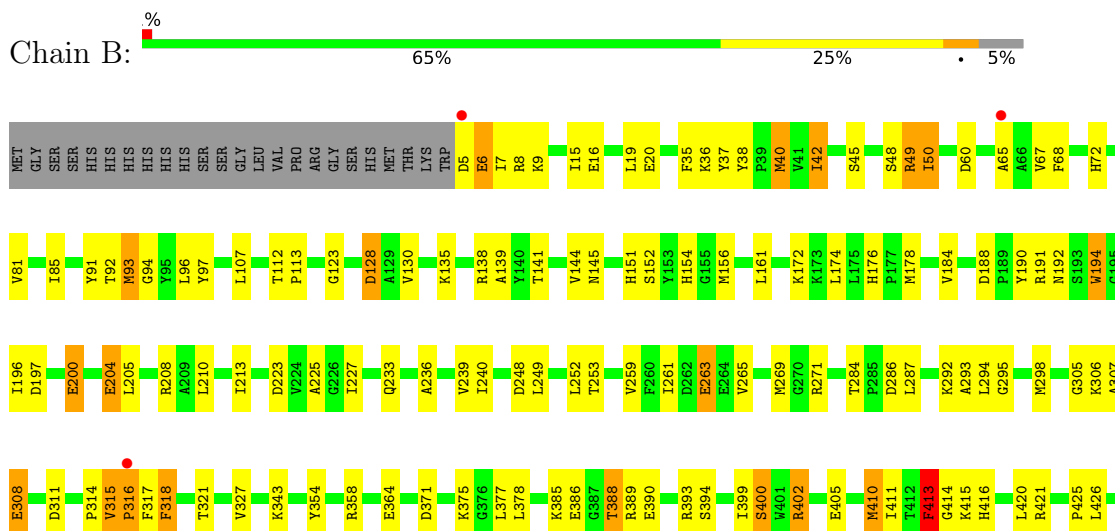 %
Chain B:
65% 25% • 5%
MET GLY SER SER HIS HIS HIS HIS HIS HIS SER SER GLY LEU VAL PRO ARG GLY SER HIS MET THR LYS TRP D5 E6 I7 R8 K9 I15 E16 L19 E20 F35 K36 Y37 Y38 P39 M40 V41 I42 S45 S48 R49 I50 D60 A65 A66 V67 F68 H72
V81 I85 Y91 T92 M93 G94 Y95 L96 Y97 L107 T112 P113 G123 D128 A129 V130 K135 R138 A139 Y140 T141 V144 N145 H151 S152 Y153 H154 G155 M156 L161 K172 K173 L174 L175 H176 P177 M178 V184 D188 P189 Y190 R191 N192 S193 W194 G195
I196 D197 E200 E204 L205 R208 A209 L210 I213 D223 V224 A225 G226 I227 Q233 A236 V239 I240 D248 L249 L252 T253 V259 F260 I261 D262 E263 E264 V265 M269 G270 R271 T284 P285 D286 L287 K292 A293 L294 G295 M298 G305 K306 A307
E308 D311 P314 V315 P316 F317 F318 T321 V327 K343 Y354 R358 E364 D371 K375 G376 L377 L378 K385 E386 G387 T388 R389 E390 R393 S394 I399 S400 W401 R402 E405 M410 I411 T412 F413 G414 K415 H416 L420 R421 P425 L426